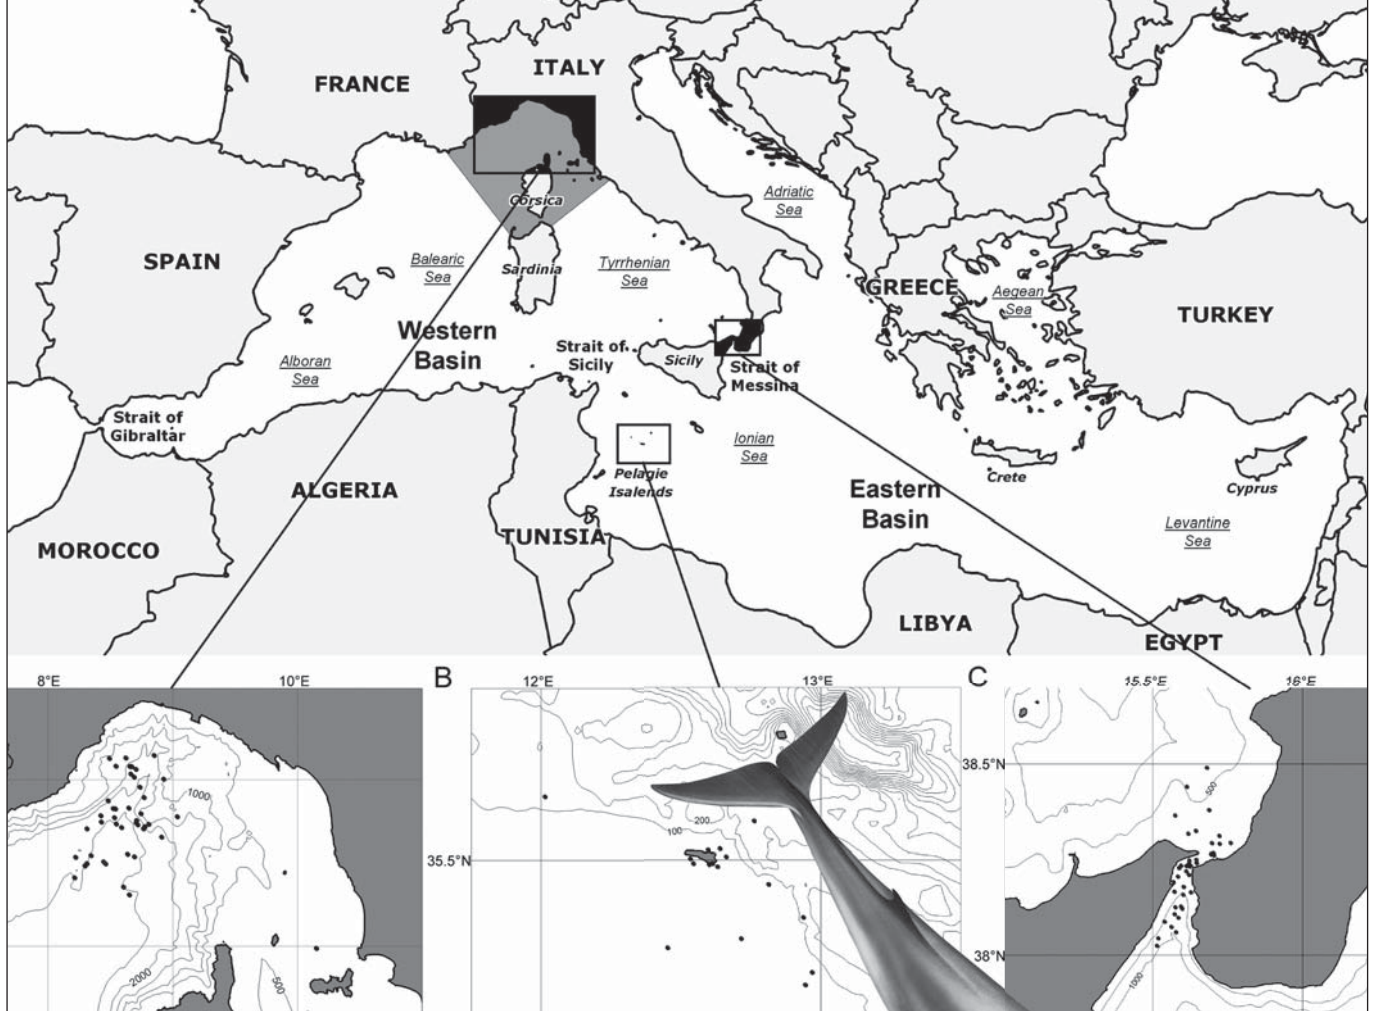 FRANCE
ITALY
Adriatic
Sea
Corsica
SPAIN
Balearic
Sea
Sardinia
Tyrrhenian
Sea
GREECE
Aegean
Sea
TURKEY
Western
Basin
Alboran
Sea
Strait of
Sicily
Sicily
Strait of
Messina
Strait of
Gibraltar
Ionian
Sea
Pelagie
Isalends
Crete
Cyprus
ALGERIA
Eastern
Basin
Levantine
Sea
MOROCCO
TUNISIA
LIBYA
EGYPT
8°E
10°E
B
12°E
13°E
C
15.5°E
16°E
38.5°N
500
1000
200
100
35.5°N
38°N
2000
500
1000